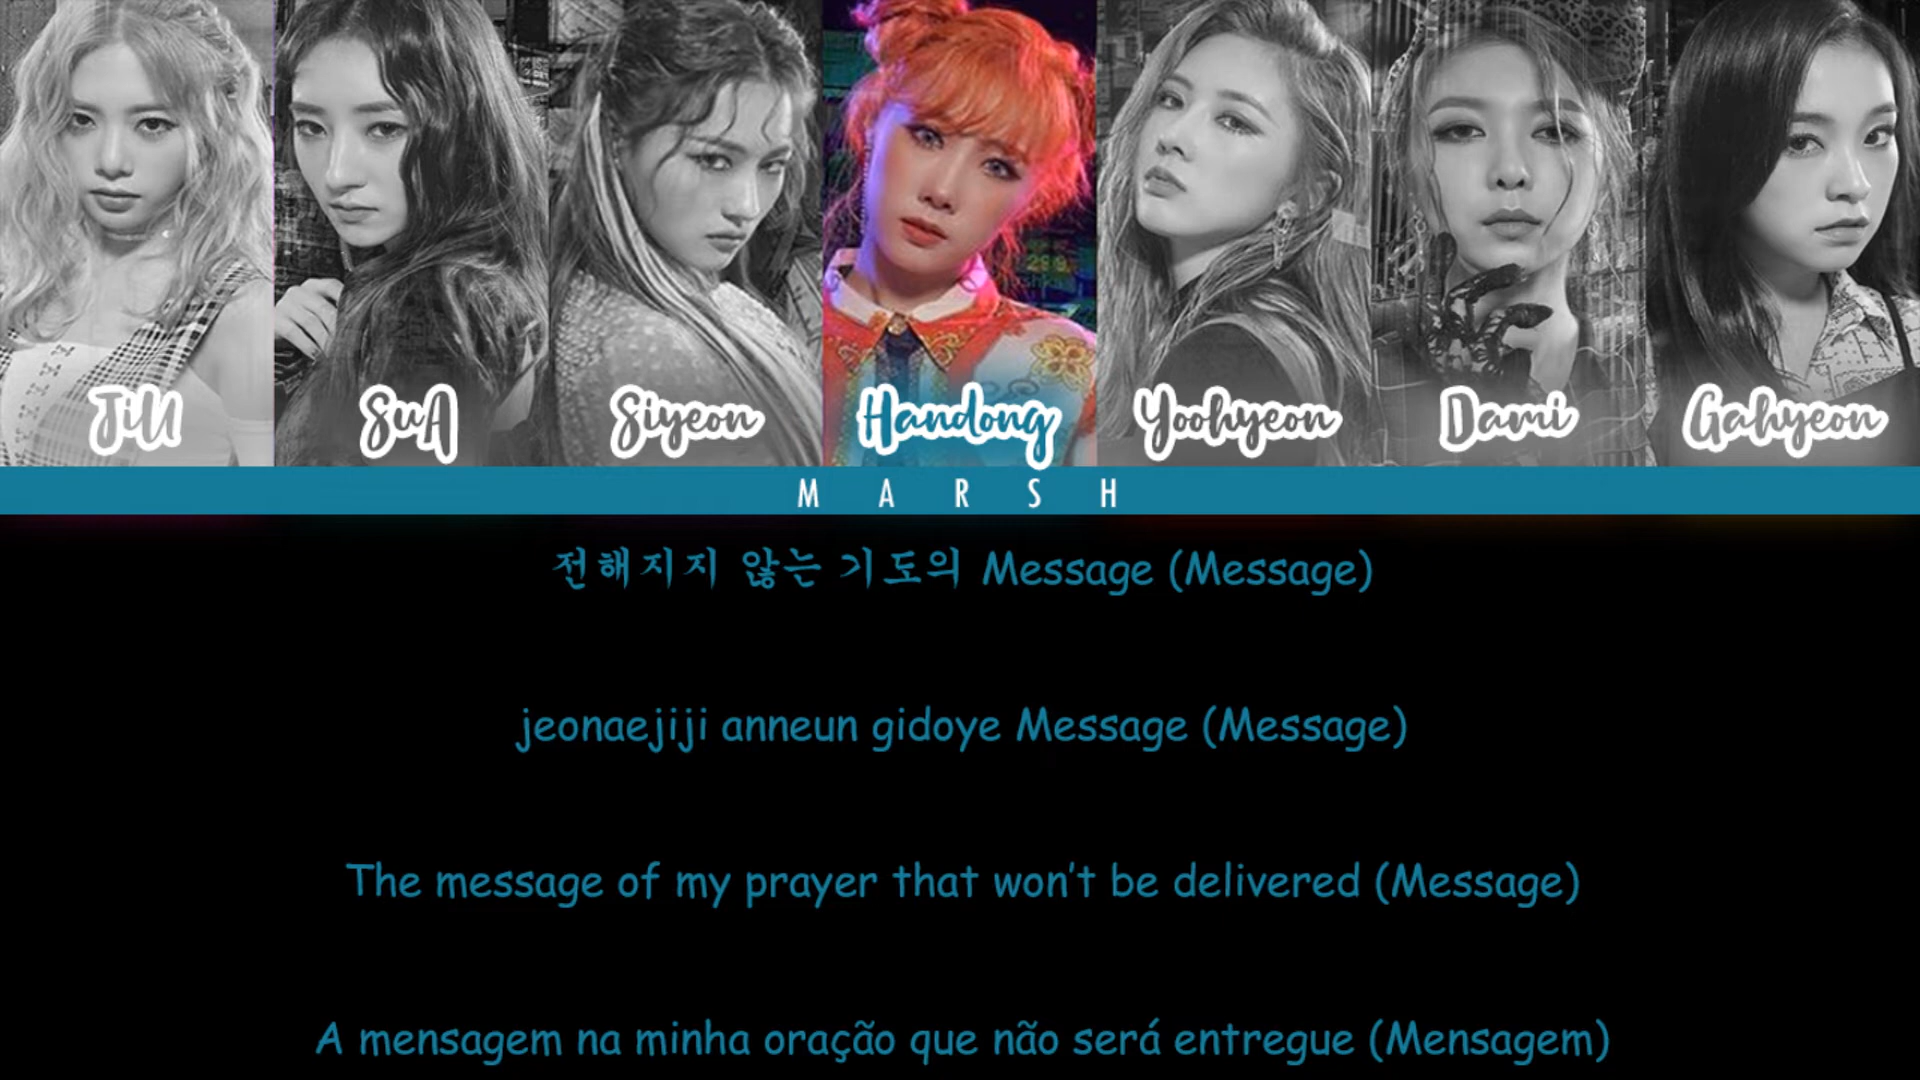 JiU SuA Siyeon Handong Yoohyeon Dami Gahyeon
MARSH
전해지지 않는 기도의 Message (Message)
jeonaejiji anneun gidoye Message (Message)
The message of my prayer that won't be delivered (Message)
A mensagem na minha oração que não será entregue (Mensagem)